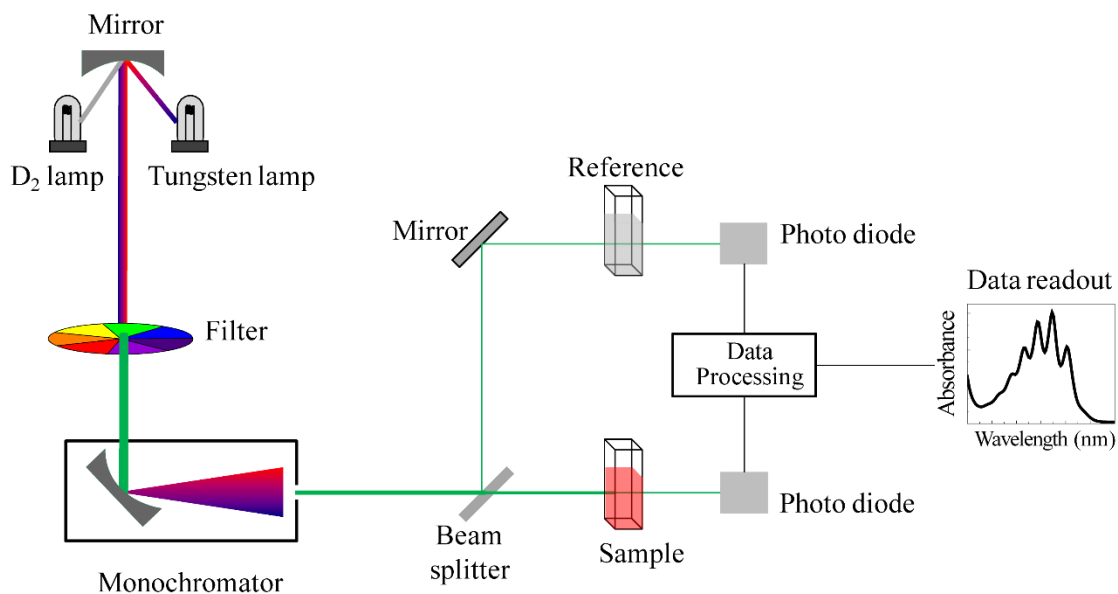 Mirror
D₂ lamp
Tungsten lamp
Filter
Monochromator
Mirror
Beam
splitter
Reference
Sample
Photo diode
Data
Processing
Photo diode
Data readout
Absorbance
Wavelength (nm)